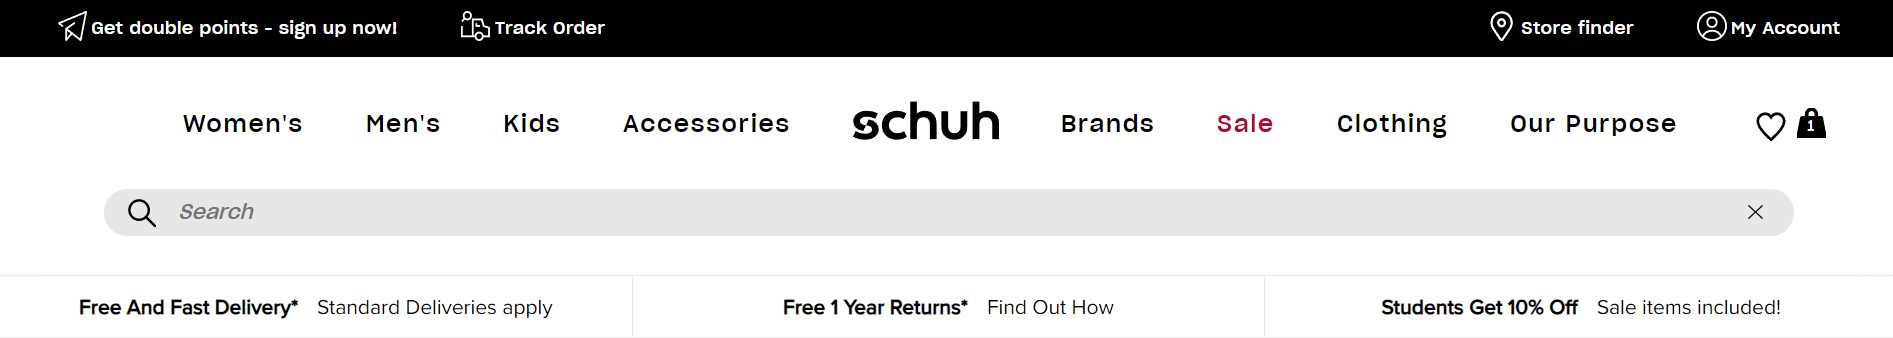 Get double points - sign up now! Track Order Store finder My Account
Women's Men's Kids Accessories schuh Brands Sale Clothing Our Purpose 1
Search
Free And Fast Delivery* Standard Deliveries apply Free 1 Year Returns* Find Out How Students Get 10% Off Sale items included!